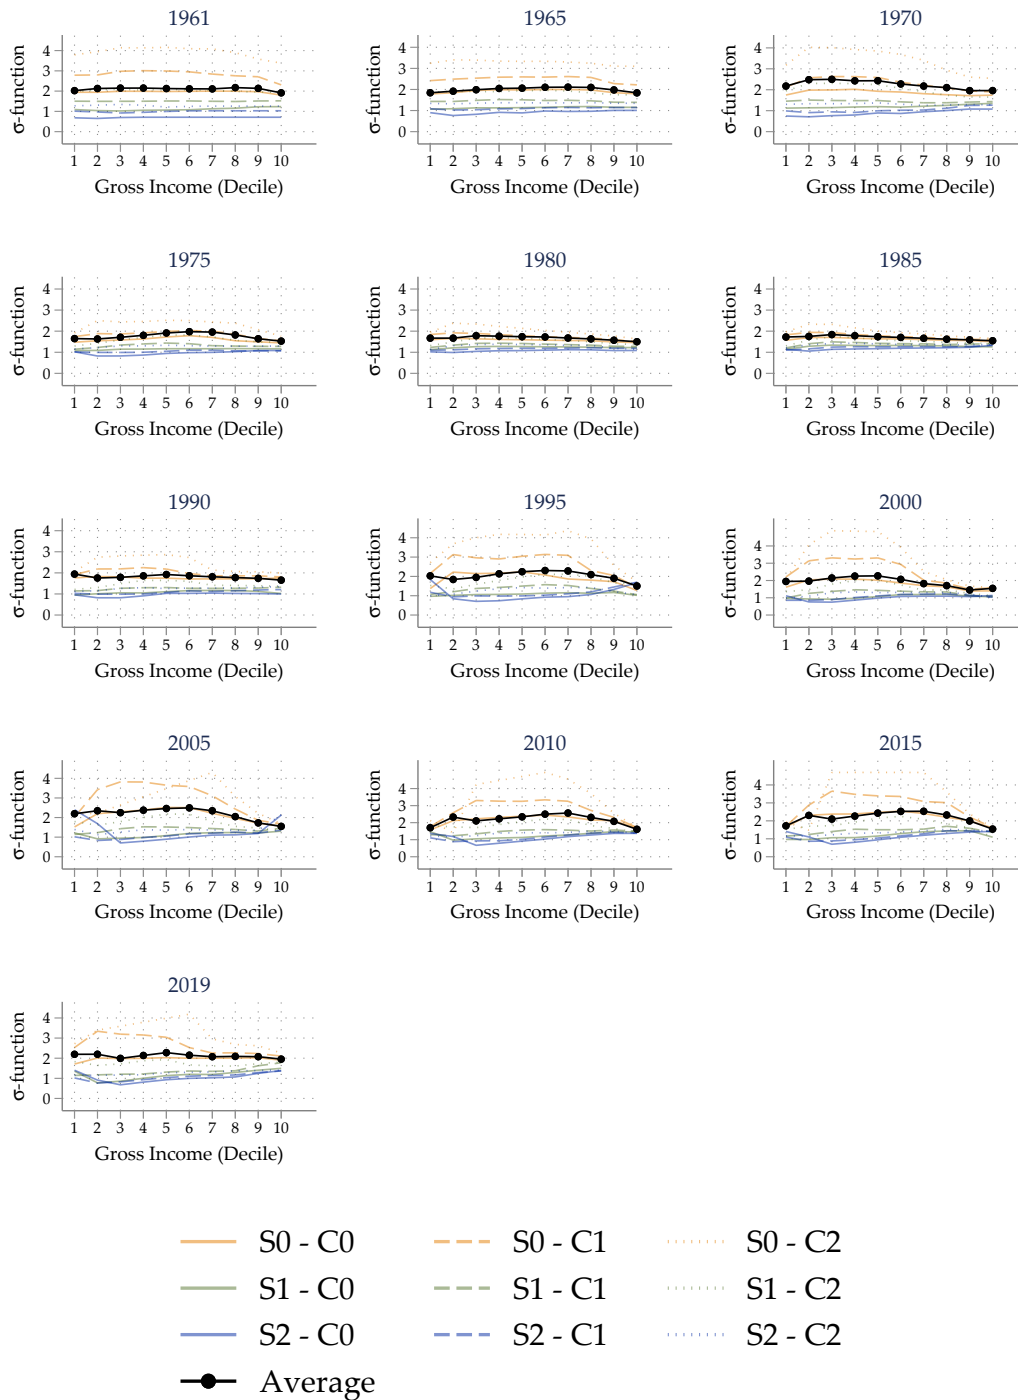 1961 1965 1970
σ-function σ-function σ-function
4 4 4
3 3 3
2 2 2
1 1 1
0 0 0
1 2 3 4 5 6 7 8 9 10 1 2 3 4 5 6 7 8 9 10 1 2 3 4 5 6 7 8 9 10
Gross Income (Decile) Gross Income (Decile) Gross Income (Decile)
1975 1980 1985
σ-function σ-function σ-function
4 4 4
3 3 3
2 2 2
1 1 1
0 0 0
1 2 3 4 5 6 7 8 9 10 1 2 3 4 5 6 7 8 9 10 1 2 3 4 5 6 7 8 9 10
Gross Income (Decile) Gross Income (Decile) Gross Income (Decile)
1990 1995 2000
σ-function σ-function σ-function
4 4 4
3 3 3
2 2 2
1 1 1
0 0 0
1 2 3 4 5 6 7 8 9 10 1 2 3 4 5 6 7 8 9 10 1 2 3 4 5 6 7 8 9 10
Gross Income (Decile) Gross Income (Decile) Gross Income (Decile)
2005 2010 2015
σ-function σ-function σ-function
4 4 4
3 3 3
2 2 2
1 1 1
0 0 0
1 2 3 4 5 6 7 8 9 10 1 2 3 4 5 6 7 8 9 10 1 2 3 4 5 6 7 8 9 10
Gross Income (Decile) Gross Income (Decile) Gross Income (Decile)
2019
σ-function
4
3
2
1
0
1 2 3 4 5 6 7 8 9 10
Gross Income (Decile)
S0 - C0 S0 - C1 S0 - C2
S1 - C0 S1 - C1 S1 - C2
S2 - C0 S2 - C1 S2 - C2
Average